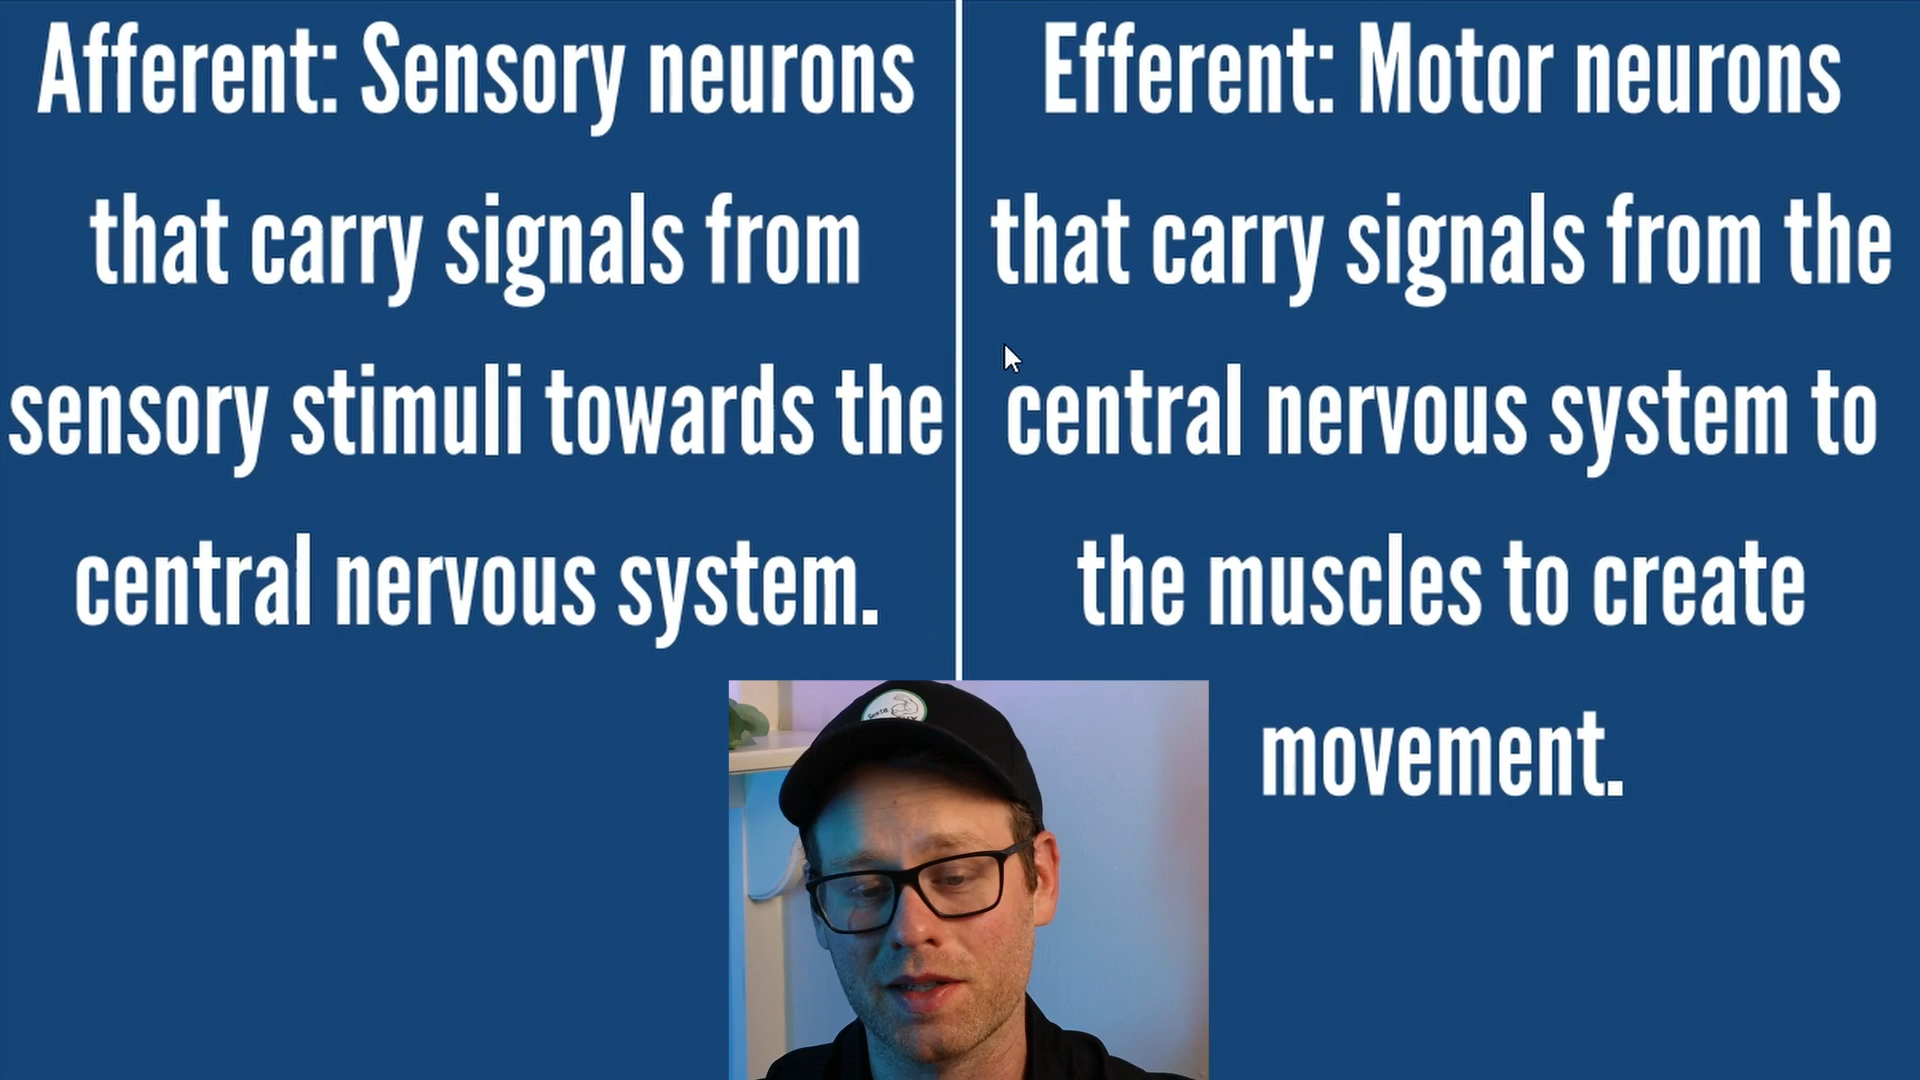 Afferent: Sensory neurons
that carry signals from
sensory stimuli towards the
central nervous system.
Efferent: Motor neurons
that carry signals from the
central nervous system to
the muscles to create
movement.